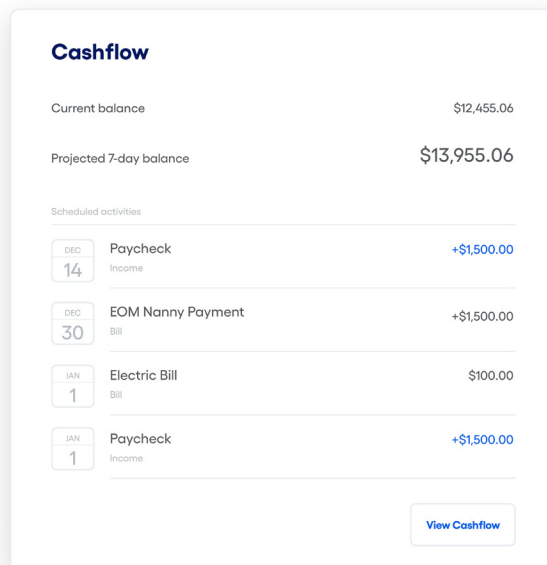 Cashflow
Current balance $12,455.06
Projected 7-day balance $13,955.06
Scheduled activities
DEC
14
Paycheck
Income
+$1,500.00
DEC
30
EOM Nanny Payment
Bill
+$1,500.00
JAN
1
Electric Bill
Bill
$100.00
JAN
1
Paycheck
Income
+$1,500.00
View Cashflow